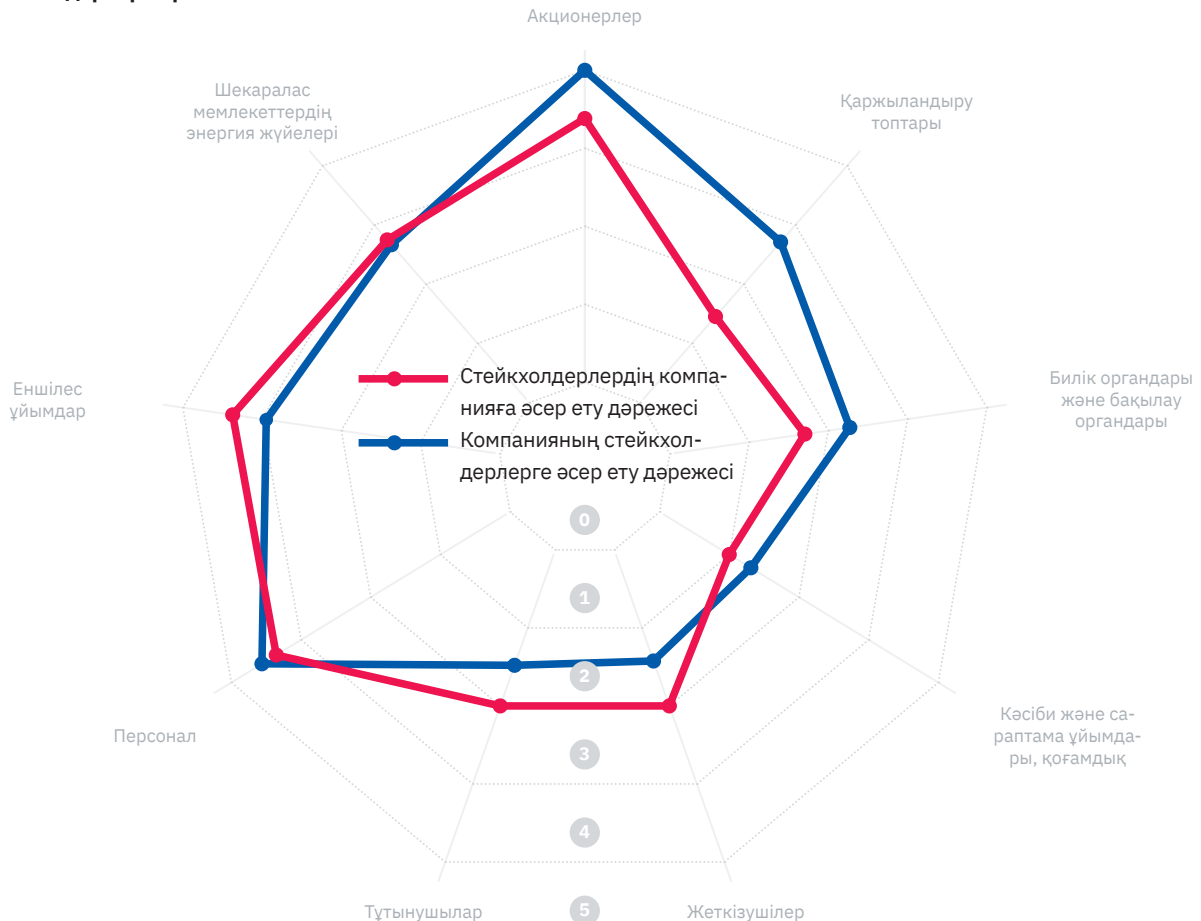 Акционерлер
Шекаралас
мемлекеттердің
энергия жүйелері
Қаржыландыру
топтары
Еншілес
ұйымдар
Стейкхолдерлердің компа-
нияға әсер ету дәрежесі
Компанияның стейкхол-
дерлерге әсер ету дәрежесі
Билік органдары
және бақылау
органдары
0
1
2
3
4
5
Персонал
Кәсіби және са-
раптама ұйымда-
ры, қоғамдық
Тұтынушылар
Жеткізушілер